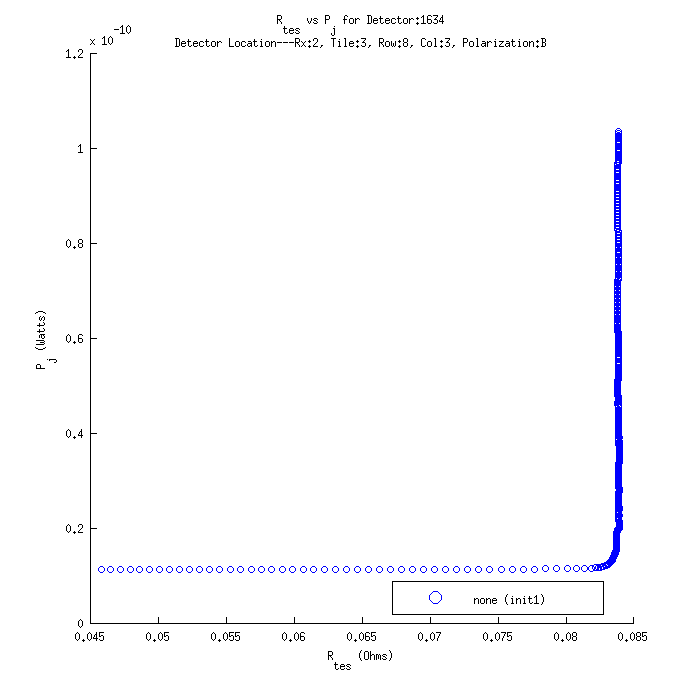 R_tes vs P_j for Detector:1634
Detector Location---Rx:2, Tile:3, Row:8, Col:3, Polarization:B
x 10^-10
1.2
1
0.8
0.6
0.4
0.2
0
P_j (Watts)
none (init1)
0.045 0.05 0.055 0.06 0.065 0.07 0.075 0.08 0.085
R_tes (Ohms)